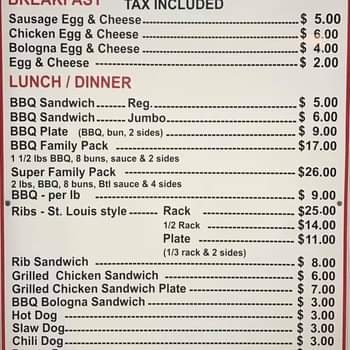 BREAKFAST TAX INCLUDED
Sausage Egg & Cheese $ 5.00
Chicken Egg & Cheese $ 6.00
Bologna Egg & Cheese $ 4.00
Egg & Cheese $ 2.00
LUNCH / DINNER
BBQ Sandwich Reg. $ 5.00
BBQ Sandwich Jumbo $ 6.00
BBQ Plate (BBQ, bun, 2 sides) $ 9.00
BBQ Family Pack $17.00
1 1/2 lbs BBQ, 8 buns, sauce & 2 sides
Super Family Pack $26.00
2 lbs, BBQ, 8 buns, Btl sauce & 4 sides
BBQ - per lb $ 9.00
Ribs - St. Louis style Rack $25.00
1/2 Rack $14.00
Plate $11.00
(1/3 rack & 2 sides)
Rib Sandwich $ 8.00
Grilled Chicken Sandwich $ 6.00
Grilled Chicken Sandwich Plate $ 7.00
BBQ Bologna Sandwich $ 3.00
Hot Dog $ 3.00
Slaw Dog $ 3.00
Chili Dog $ 3.00